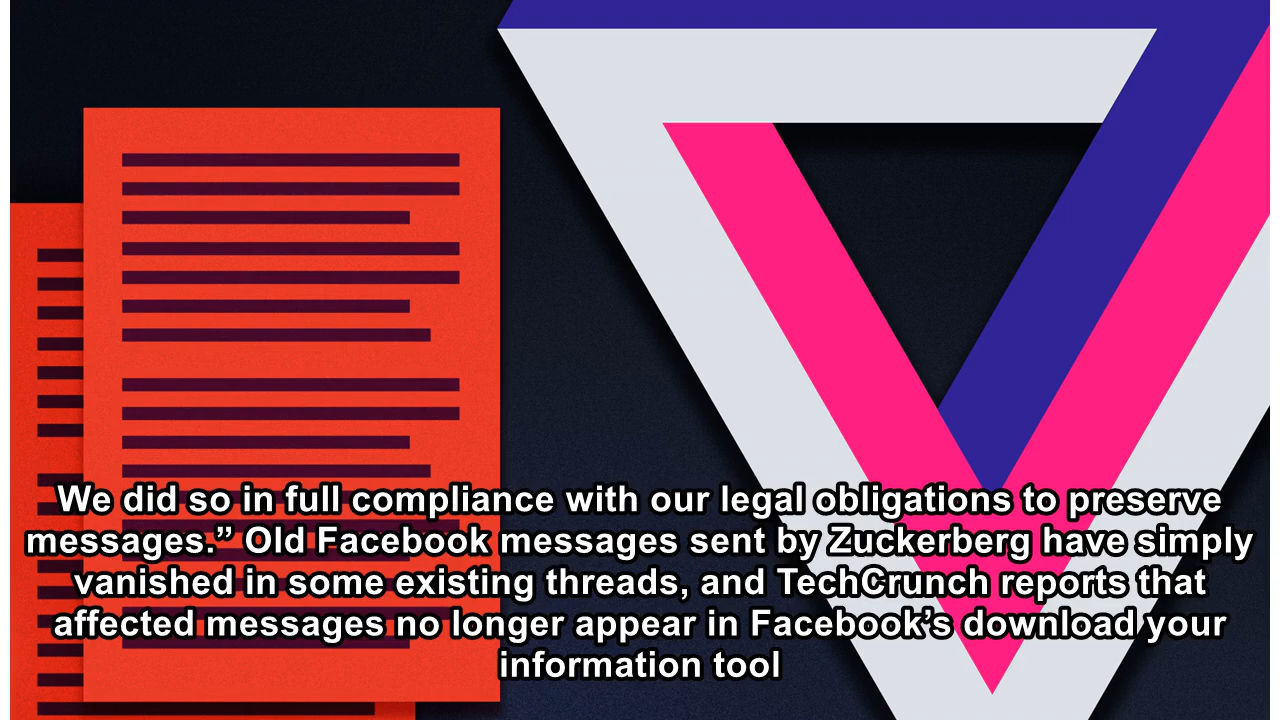 We did so in full compliance with our legal obligations to preserve
messages.” Old Facebook messages sent by Zuckerberg have simply
vanished in some existing threads, and TechCrunch reports that
affected messages no longer appear in Facebook’s download your
information tool